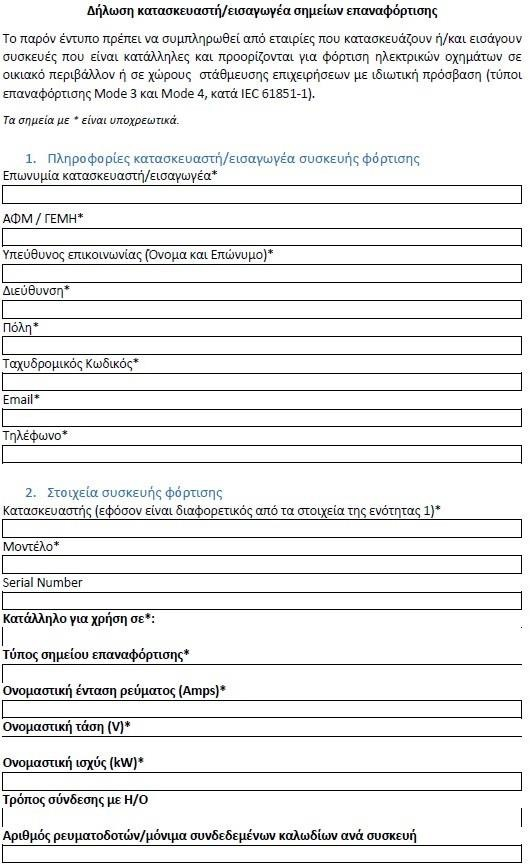 Δήλωση κατασκευαστή/εισαγωγέα σημείων επαναφόρτισης
Το παρόν έντυπο πρέπει να συμπληρωθεί από εταιρίες που κατασκευάζουν ή/και εισάγουν
συσκευές που είναι κατάλληλες και προορίζονται για φόρτιση ηλεκτρικών οχημάτων σε
οικιακό περιβάλλον ή σε χώρους στάθμευσης επιχειρήσεων με ιδιωτική πρόσβαση (τύποι
επαναφόρτισης Mode 3 και Mode 4, κατά IEC 61851-1).
Τα σημεία με * είναι υποχρεωτικά.
1. Πληροφορίες κατασκευαστή/εισαγωγέα συσκευής φόρτισης
Επωνυμία κατασκευαστή/εισαγωγέα*
ΑΦΜ / ΓΕΜΗ*
Υπεύθυνος επικοινωνίας (Όνομα και Επώνυμο)*
Διεύθυνση*
Πόλη*
Ταχυδρομικός Κωδικός*
Email*
Τηλέφωνο*
2. Στοιχεία συσκευής φόρτισης
Κατασκευαστής (εφόσον είναι διαφορετικός από τα στοιχεία της ενότητας 1)*
Μοντέλο*
Serial Number
Κατάλληλο για χρήση σε*:
Τύπος σημείου επαναφόρτισης*
Ονομαστική ένταση ρεύματος (Amps)*
Ονομαστική τάση (V)*
Ονομαστική ισχύς (kW)*
Τρόπος σύνδεσης με Η/Ο
Αριθμός ρευματοδοτών/μόνιμα συνδεδεμένων καλωδίων ανά συσκευή